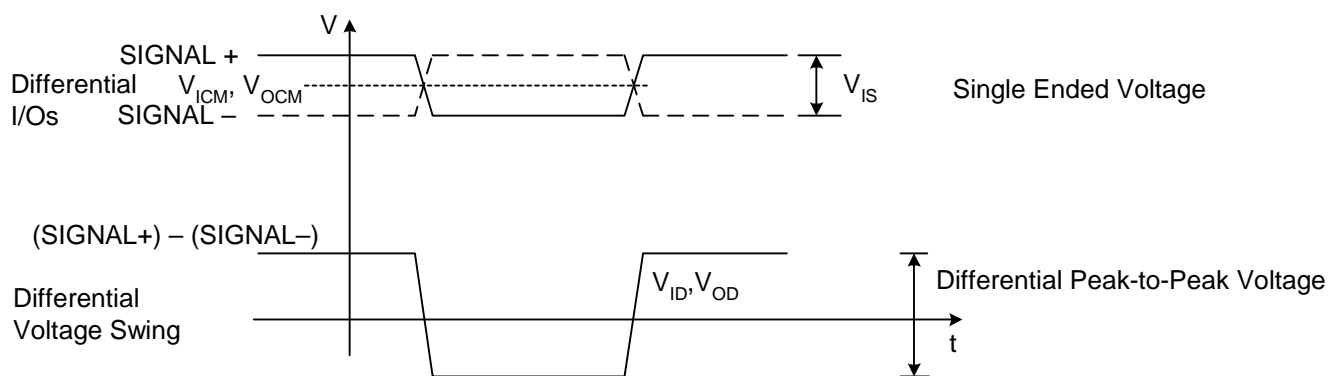 V
SIGNAL +
Differential I/Os
V_ICM, V_OCM
SIGNAL –
V_IS
Single Ended Voltage
(SIGNAL+) – (SIGNAL–)
Differential
Voltage Swing
V_ID,V_OD
Differential Peak-to-Peak Voltage
t